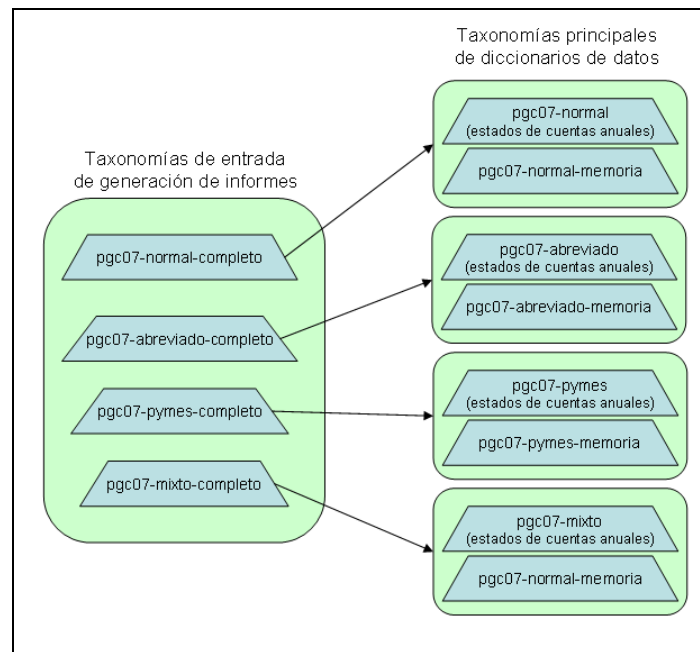 Taxonomías principales
de diccionarios de datos
pgc07-normal
(estados de cuentas anuales)
pgc07-normal-memoria
Taxonomías de entrada
de generación de informes
pgc07-normal-completo
pgc07-abreviado-completo
pgc07-pymes-completo
pgc07-mixto-completo
pgc07-abreviado
(estados de cuentas anuales)
pgc07-abreviado-memoria
pgc07-pymes
(estados de cuentas anuales)
pgc07-pymes-memoria
pgc07-mixto
(estados de cuentas anuales)
pgc07-normal-memoria